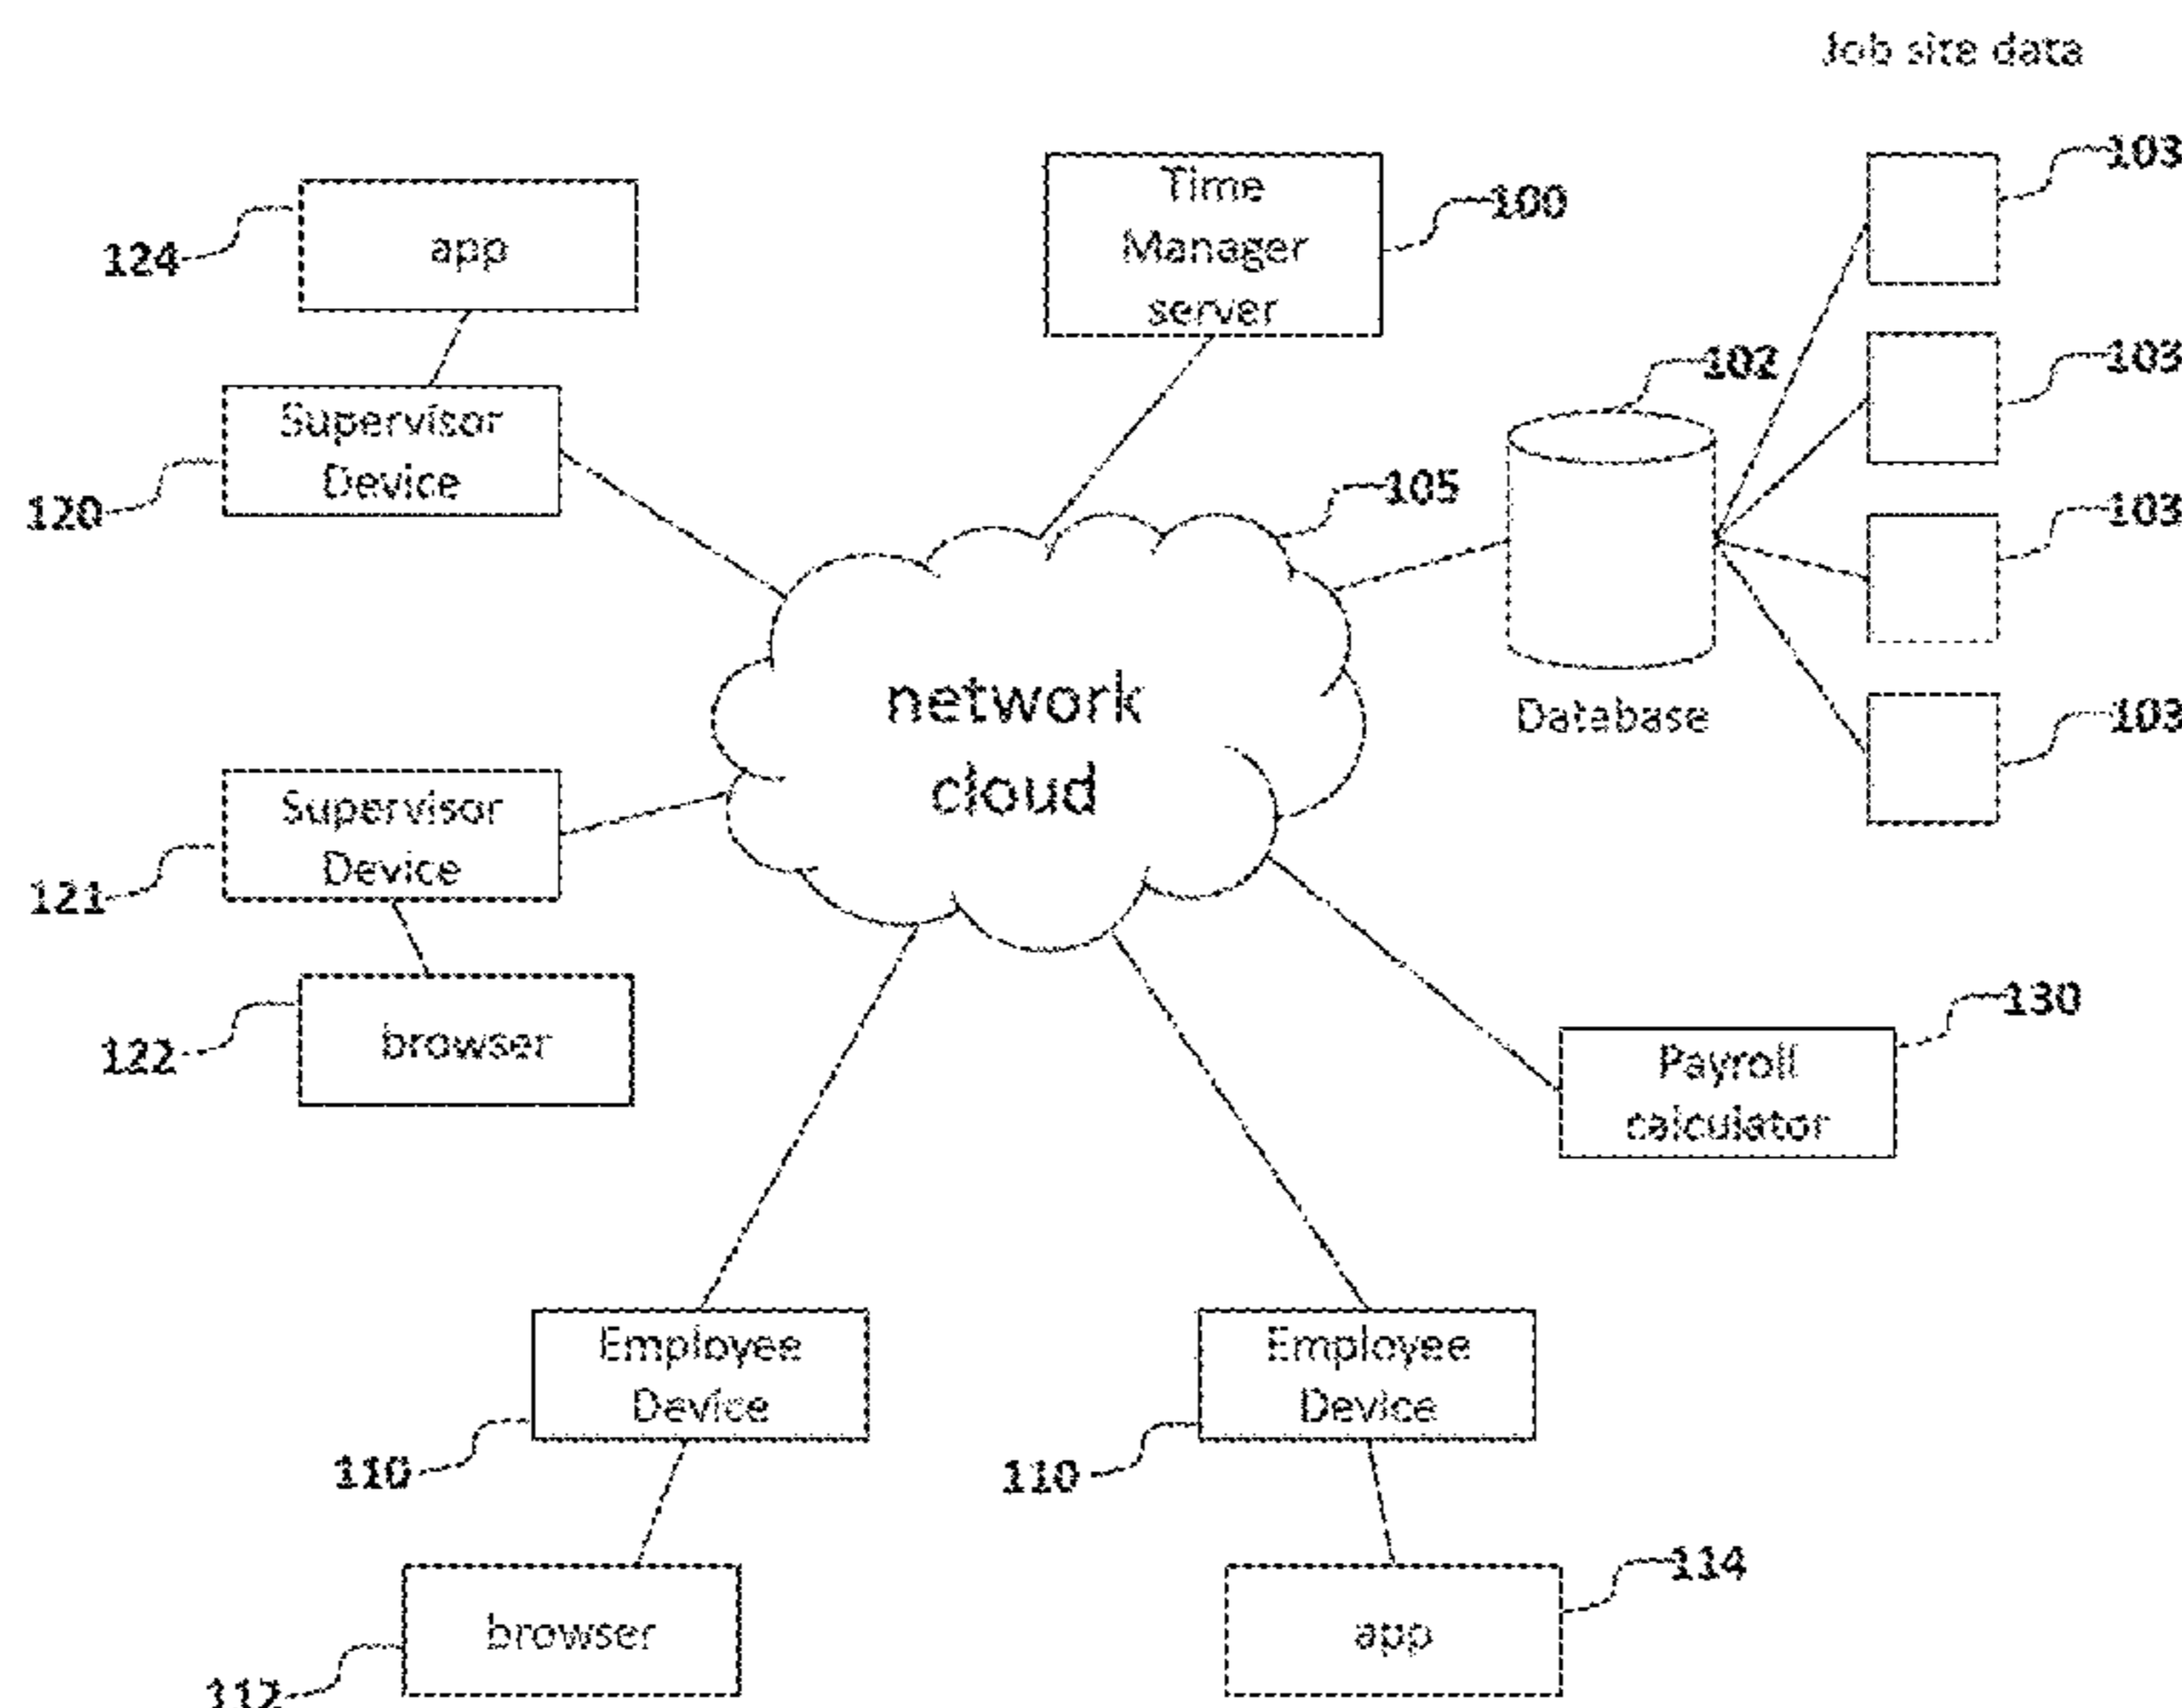 Job site data
103
Time
Manager
server
100
app
124
103
102
Supervisor
Device
120
105
103
network
cloud
Database
103
Supervisor
Device
121
browser
122
130
Payroll
calculator
Employee
Device
110
Employee
Device
110
114
browser
app
112